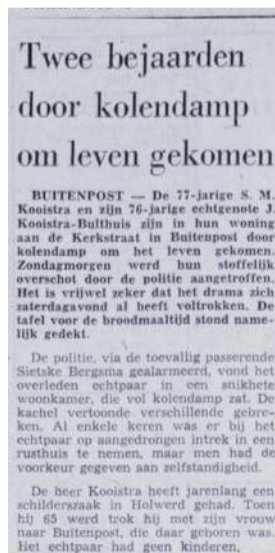 Twee bejaarden
door kolendamp
om leven gekomen
BUITENPOST — De 77-jarige S. M.
Kooistra en zijn 76-jarige echtgenote J.
Kooistra-Bulthuis zijn in hun woning
aan de Kerkstraat in Buitenpost door
kolendamp om het leven gekomen.
Zondagmorgen werd hun stoffelijk
overschot door de politie aangetroffen.
Het is vrijwel zeker dat het drama zich
zaterdagavond al heeft voltrokken. De
tafel voor de broodmaaltijd stond name-
lijk gedekt.
De politie, via de toevallig passerende
Sietske Bergsma gealarmeerd, vond het
overleden echtpaar in een snikhete
woonkamer, die vol kolendamp zat. De
kachel vertoonde verschillende gebre-
ken. Al enkele keren was er bij het
echtpaar op aangedrongen intrek in een
rusthuis te nemen, maar men had de
voorkeur gegeven aan zelfstandigheid.
De heer Kooistra heeft jarenlang een
schilderszaak in Holwerd gehad. Toen
hij 65 werd trok hij met zijn vrouw
naar Buitenpost, die daar geboren was.
Het echtpaar had geen kinderen,